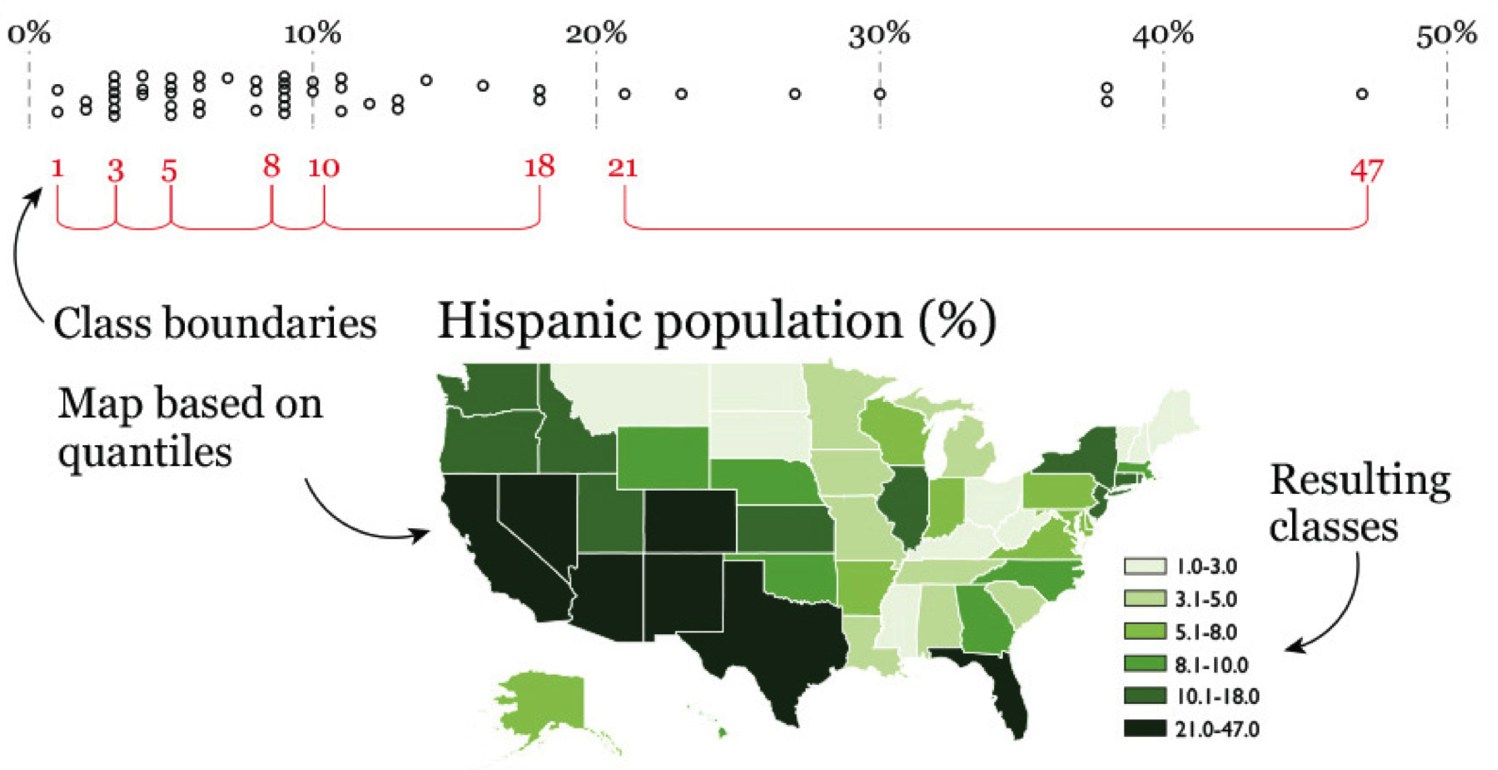 0% 10% 20% 30% 40% 50%
1 3 5 8 10 18 21 47
Class boundaries
Hispanic population (%)
Map based on
quantiles
Resulting
classes
1.0-3.0
3.1-5.0
5.1-8.0
8.1-10.0
10.1-18.0
21.0-47.0